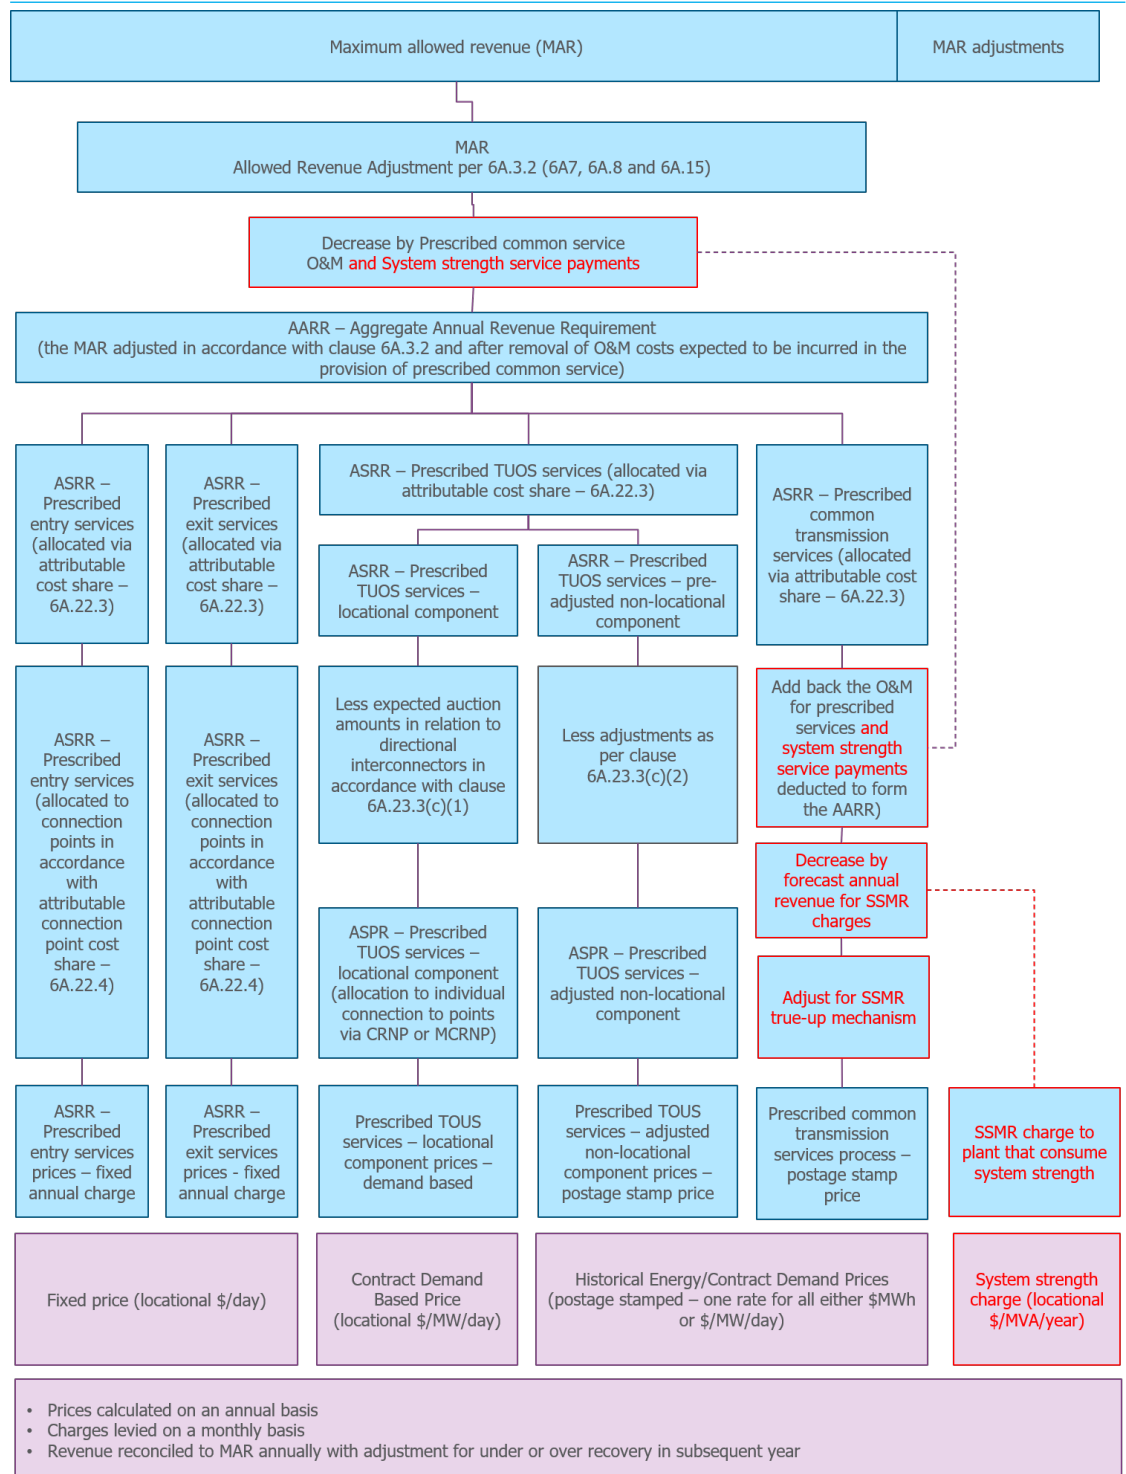 Maximum allowed revenue (MAR)
MAR adjustments
MAR
Allowed Revenue Adjustment per 6A.3.2 (6A7, 6A.8 and 6A.15)
Decrease by Prescribed common service
O&M and System strength service payments
AARR – Aggregate Annual Revenue Requirement
(the MAR adjusted in accordance with clause 6A.3.2 and after removal of O&M costs expected to be incurred in the
provision of prescribed common service)
ASRR –
Prescribed
entry services
(allocated via
attributable
cost share –
6A.22.3)
ASRR –
Prescribed
exit services
(allocated via
attributable
cost share –
6A.22.3)
ASRR – Prescribed TUOS services (allocated via
attributable cost share – 6A.22.3)
ASRR – Prescribed
TUOS services –
locational component
ASRR – Prescribed
TUOS services – pre-
adjusted non-locational
component
ASRR – Prescribed
common
transmission
services (allocated
via attributable cost
share – 6A.22.3)
ASRR –
Prescribed
entry services
(allocated to
connection
points in
accordance
with
attributable
connection
point cost
share –
6A.22.4)
ASRR –
Prescribed
exit services
(allocated to
connection
points in
accordance
with
attributable
connection
point cost
share –
6A.22.4)
Less expected auction
amounts in relation to
directional
interconnectors in
accordance with clause
6A.23.3(c)(1)
Less adjustments as
per clause
6A.23.3(c)(2)
Add back the O&M
for prescribed
services and
system strength
service payments
deducted to form
the AARR)
Decrease by
forecast annual
revenue for SSMR
charges
ASPR – Prescribed
TUOS services –
locational component
(allocation to individual
connection to points
via CRNP or MCRNP)
ASPR – Prescribed
TUOS services –
adjusted non-locational
component
Adjust for SSMR
true-up mechanism
ASRR –
Prescribed
entry services
prices – fixed
annual charge
ASRR –
Prescribed
exit services
prices - fixed
annual charge
Prescribed TOUS
services – locational
component prices –
demand based
Prescribed TOUS
services – adjusted
non-locational
component prices –
postage stamp price
Prescribed common
transmission
services process –
postage stamp
price
SSMR charge to
plant that consume
system strength
Fixed price (locational $/day)
Contract Demand
Based Price
(locational $/MW/day)
Historical Energy/Contract Demand Prices
(postage stamped – one rate for all either $MWh
or $/MW/day)
System strength
charge (locational
$/MVA/year)
• Prices calculated on an annual basis
• Charges levied on a monthly basis
• Revenue reconciled to MAR annually with adjustment for under or over recovery in subsequent year